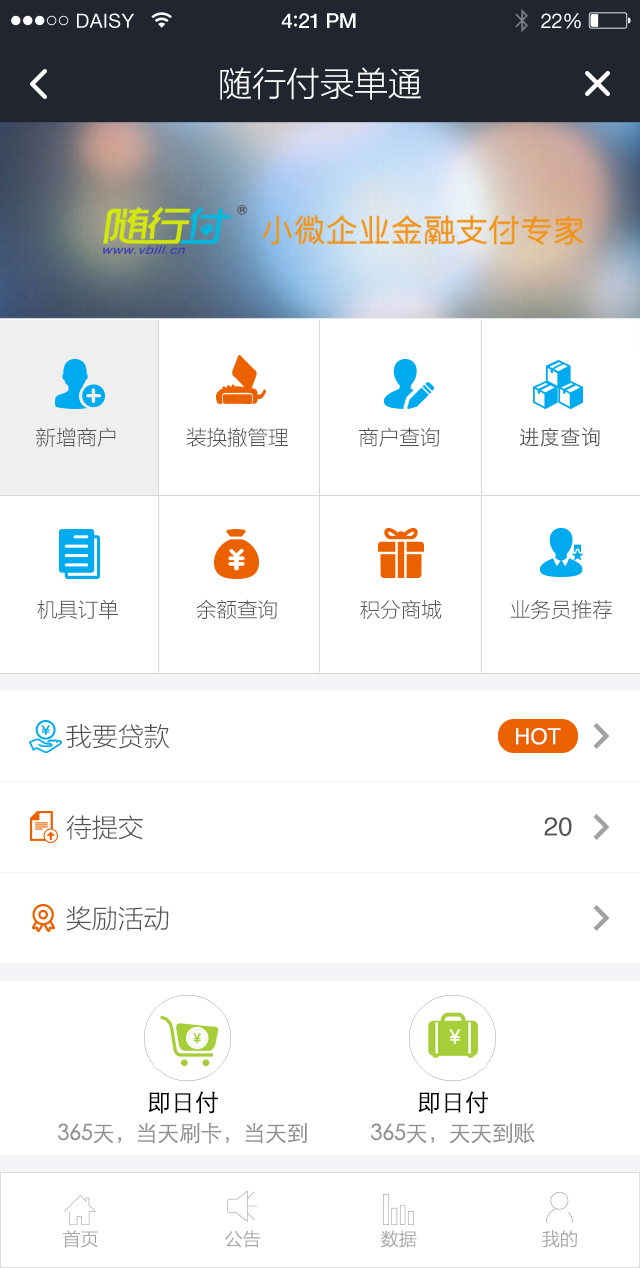 DAISY 4:21 PM 22%
随行付录单通
随行付® 小微企业金融支付专家
www.vbill.cn
新增商户 装换撤管理 商户查询 进度查询
机具订单 余额查询 积分商城 业务员推荐
我要贷款 HOT
待提交 20
奖励活动
即日付 即日付
365天，当天刷卡，当天到 365天，天天到账
首页 公告 数据 我的